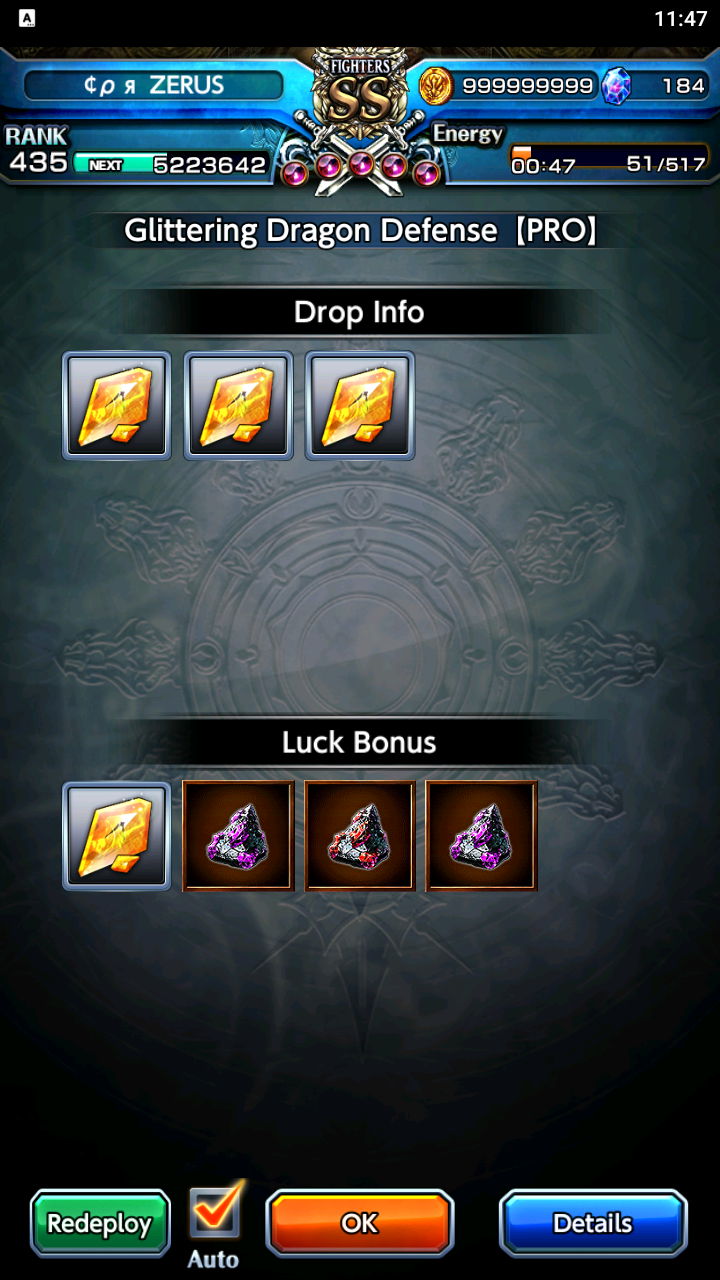 A
11:47
¢ρ я ZERUS
FIGHTERS
SS
999999999
184
RANK
435
NEXT
5223642
Energy
00:47
51/517
Glittering Dragon Defense【PRO】
Drop Info
Luck Bonus
Redeploy
Auto
OK
Details